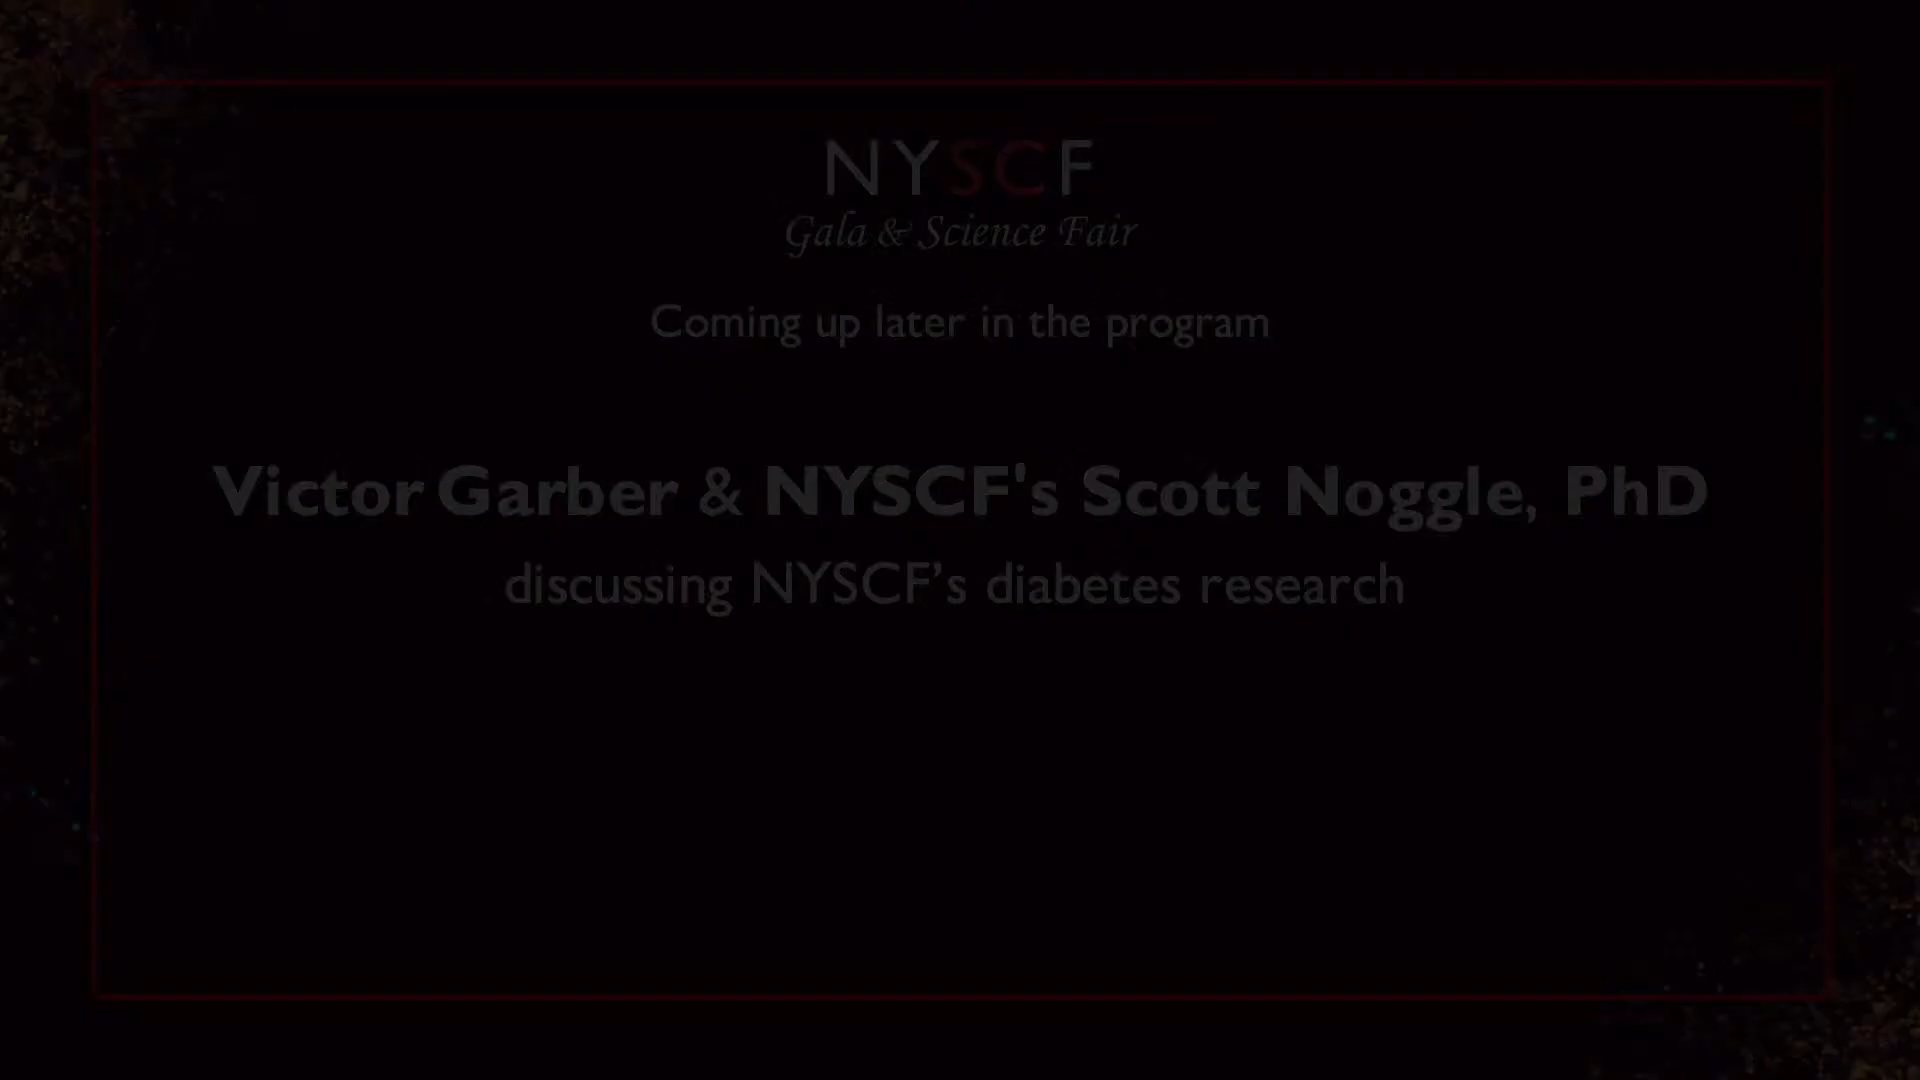 NYSCF
Gala & Science Fair
Coming up later in the program
Victor Garber & NYSCF's Scott Noggle, PhD
discussing NYSCF’s diabetes research